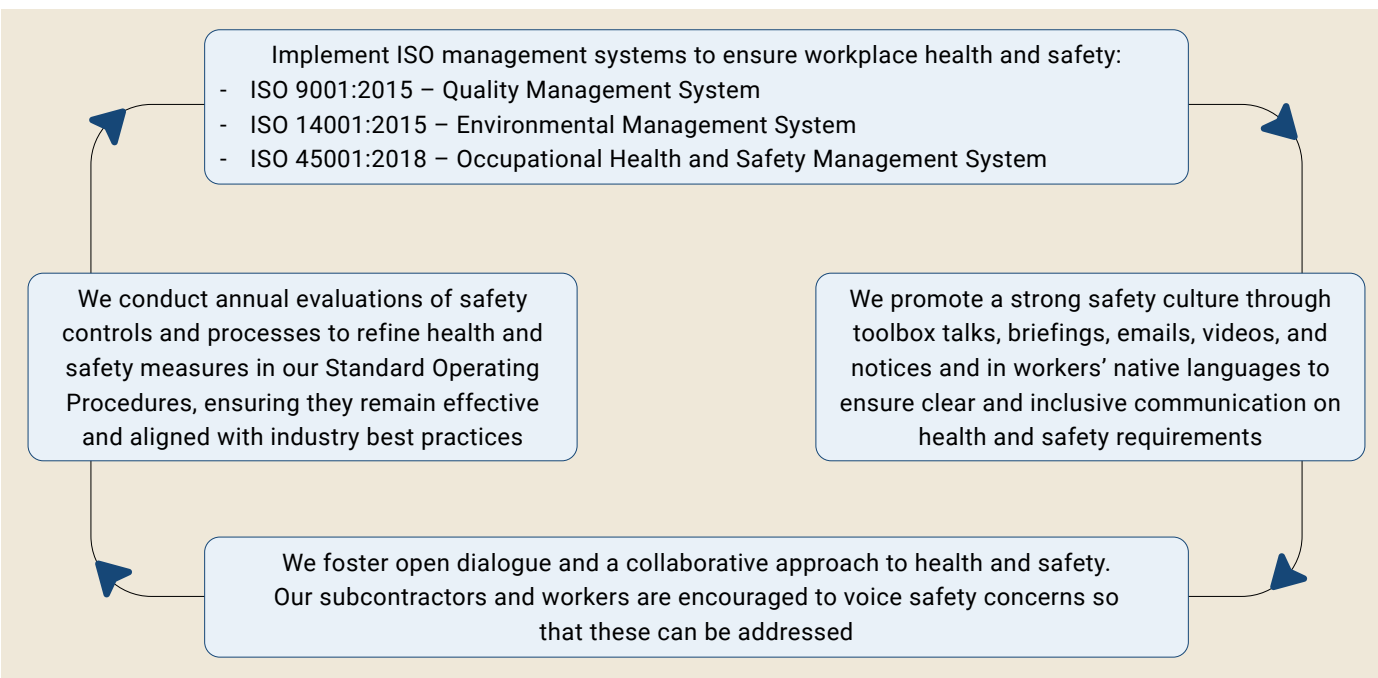 Implement ISO management systems to ensure workplace health and safety:
- ISO 9001:2015 – Quality Management System
- ISO 14001:2015 – Environmental Management System
- ISO 45001:2018 – Occupational Health and Safety Management System
We promote a strong safety culture through
toolbox talks, briefings, emails, videos, and
notices and in workers’ native languages to
ensure clear and inclusive communication on
health and safety requirements
We foster open dialogue and a collaborative approach to health and safety.
Our subcontractors and workers are encouraged to voice safety concerns so
that these can be addressed
We conduct annual evaluations of safety
controls and processes to refine health and
safety measures in our Standard Operating
Procedures, ensuring they remain effective
and aligned with industry best practices